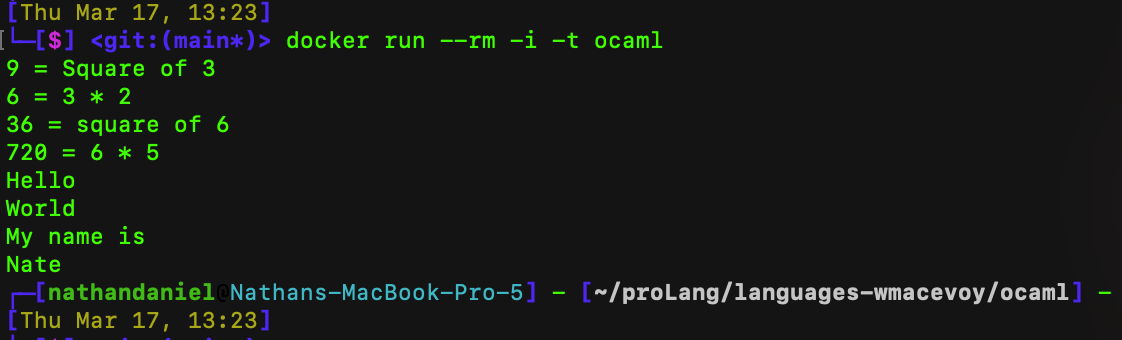 [Thu Mar 17, 13:23]
└─[$] <git:(main*)> docker run --rm -i -t ocaml
9 = Square of 3
6 = 3 * 2
36 = square of 6
720 = 6 * 5
Hello
World
My name is
Nate
┌─[nathandaniel@Nathans-MacBook-Pro-5] - [~/proLang/languages-wmacevoy/ocaml] -
[Thu Mar 17, 13:23]